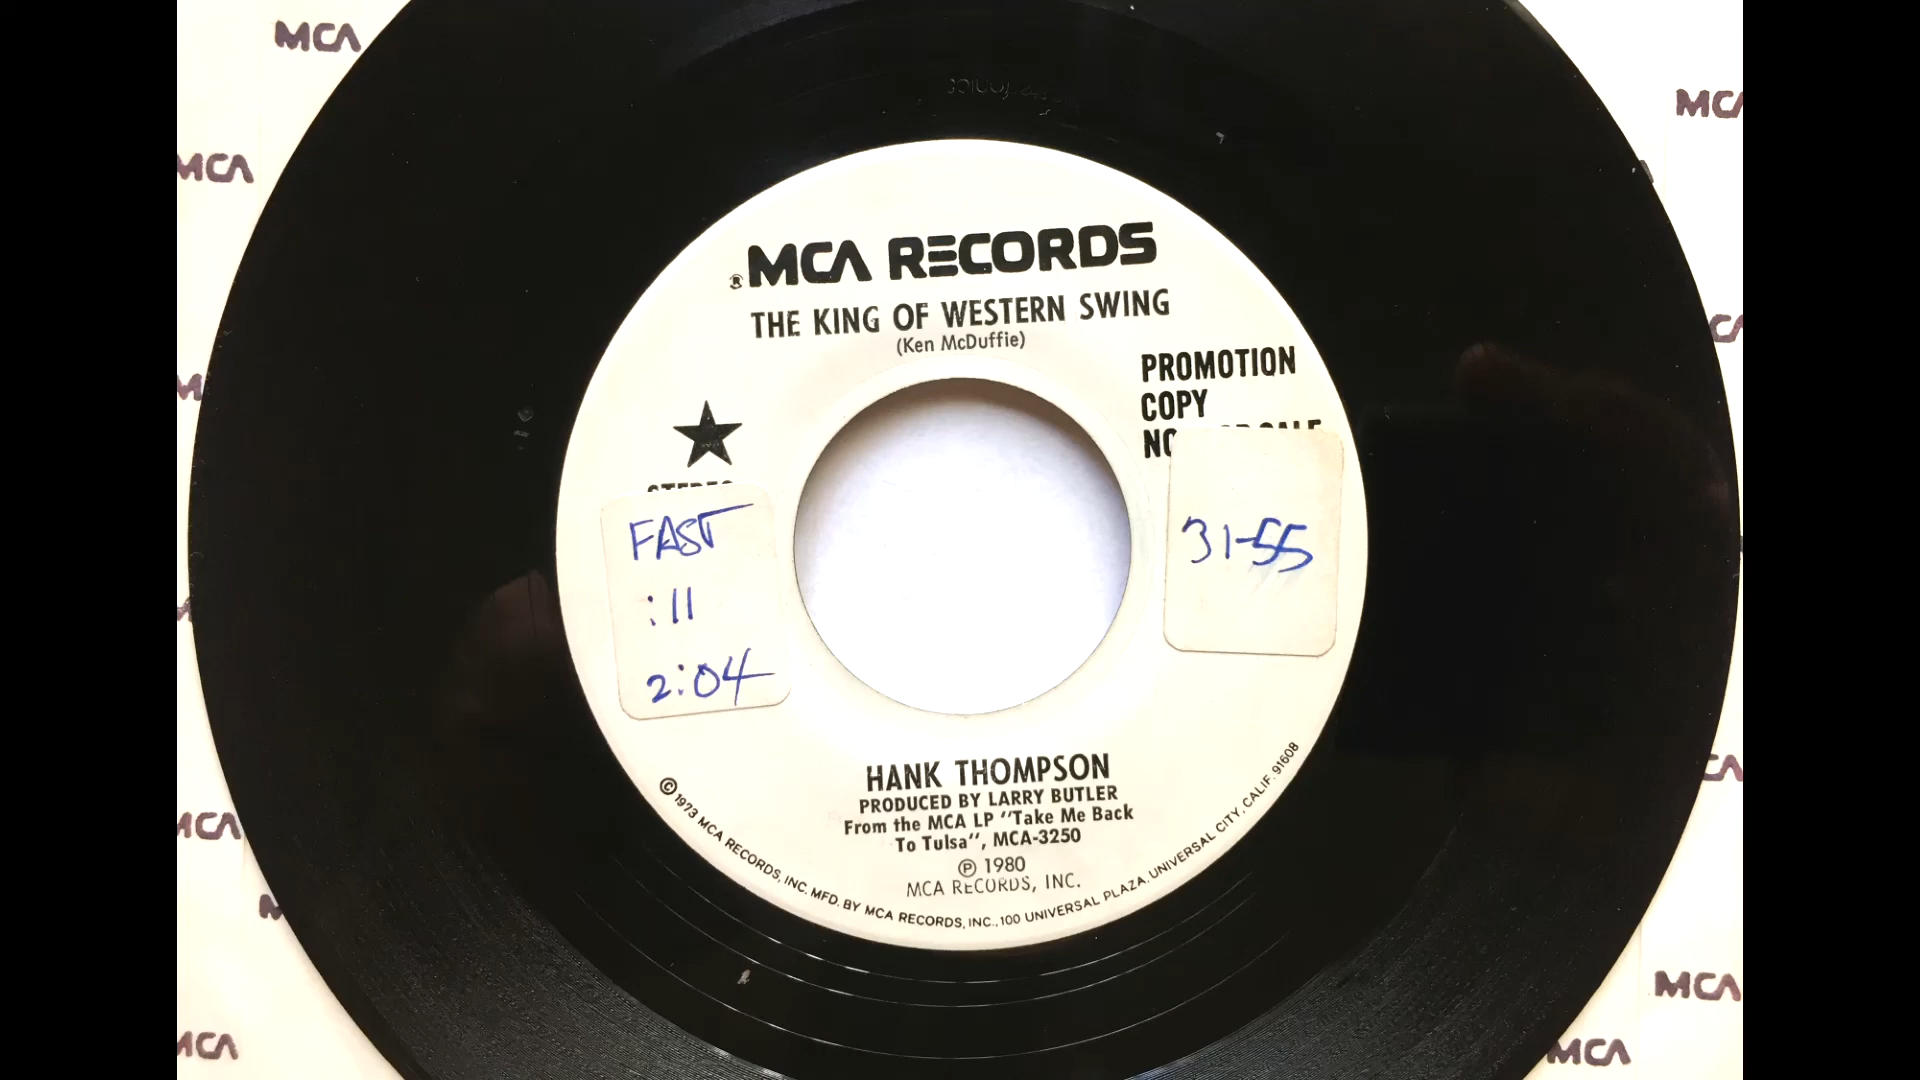 MCA
MCA
MCA
MCA
® MCA RECORDS
THE KING OF WESTERN SWING
(Ken McDuffie)
PROMOTION
COPY
STEREO
FAST
:11
2:04
31-55
HANK THOMPSON
PRODUCED BY LARRY BUTLER
From the MCA LP "Take Me Back
To Tulsa", MCA-3250
℗ 1980
MCA RECORDS, INC.
© 1973 MCA RECORDS, INC. MFD. BY MCA RECORDS, INC., 100 UNIVERSAL PLAZA, UNIVERSAL CITY, CALIF. 91608
MCA
MCA
MCA
MCA